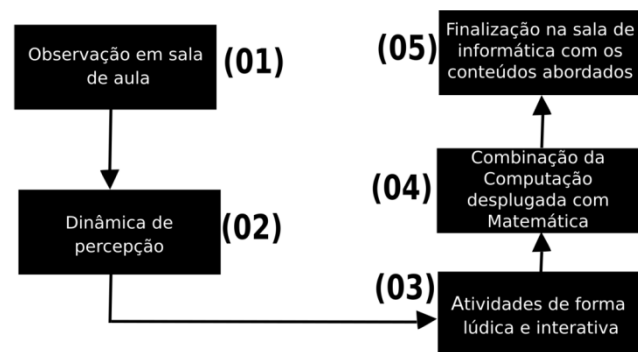 Observação em sala
de aula
(01)
Dinâmica de
percepção
(02)
(03)
Atividades de forma
lúdica e interativa
(04)
Combinação da
Computação
desplugada com
Matemática
(05)
Finalização na sala de
informática com os
conteúdos abordados